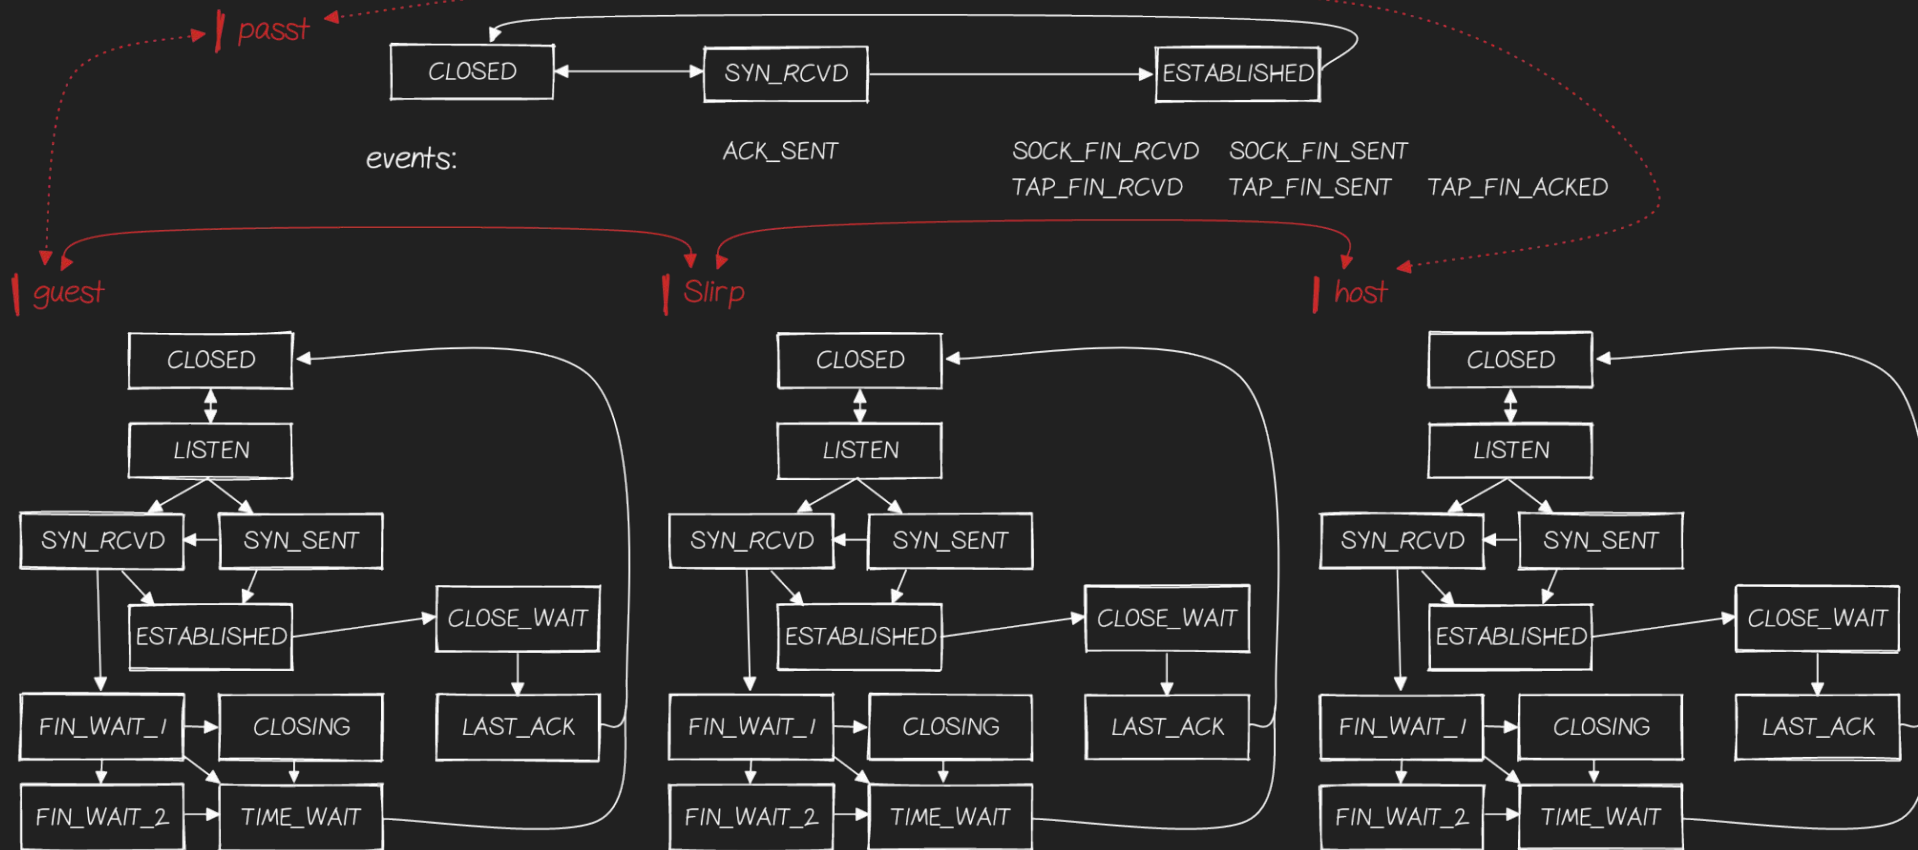 passt
CLOSED SYN_RCVD ESTABLISHED
events: ACK_SENT SOCK_FIN_RCVD SOCK_FIN_SENT
TAP_FIN_RCVD TAP_FIN_SENT TAP_FIN_ACKED
guest
CLOSED
LISTEN
SYN_RCVD SYN_SENT
ESTABLISHED CLOSE_WAIT
FIN_WAIT_1 CLOSING LAST_ACK
FIN_WAIT_2 TIME_WAIT
Slirp
CLOSED
LISTEN
SYN_RCVD SYN_SENT
ESTABLISHED CLOSE_WAIT
FIN_WAIT_1 CLOSING LAST_ACK
FIN_WAIT_2 TIME_WAIT
host
CLOSED
LISTEN
SYN_RCVD SYN_SENT
ESTABLISHED CLOSE_WAIT
FIN_WAIT_1 CLOSING LAST_ACK
FIN_WAIT_2 TIME_WAIT